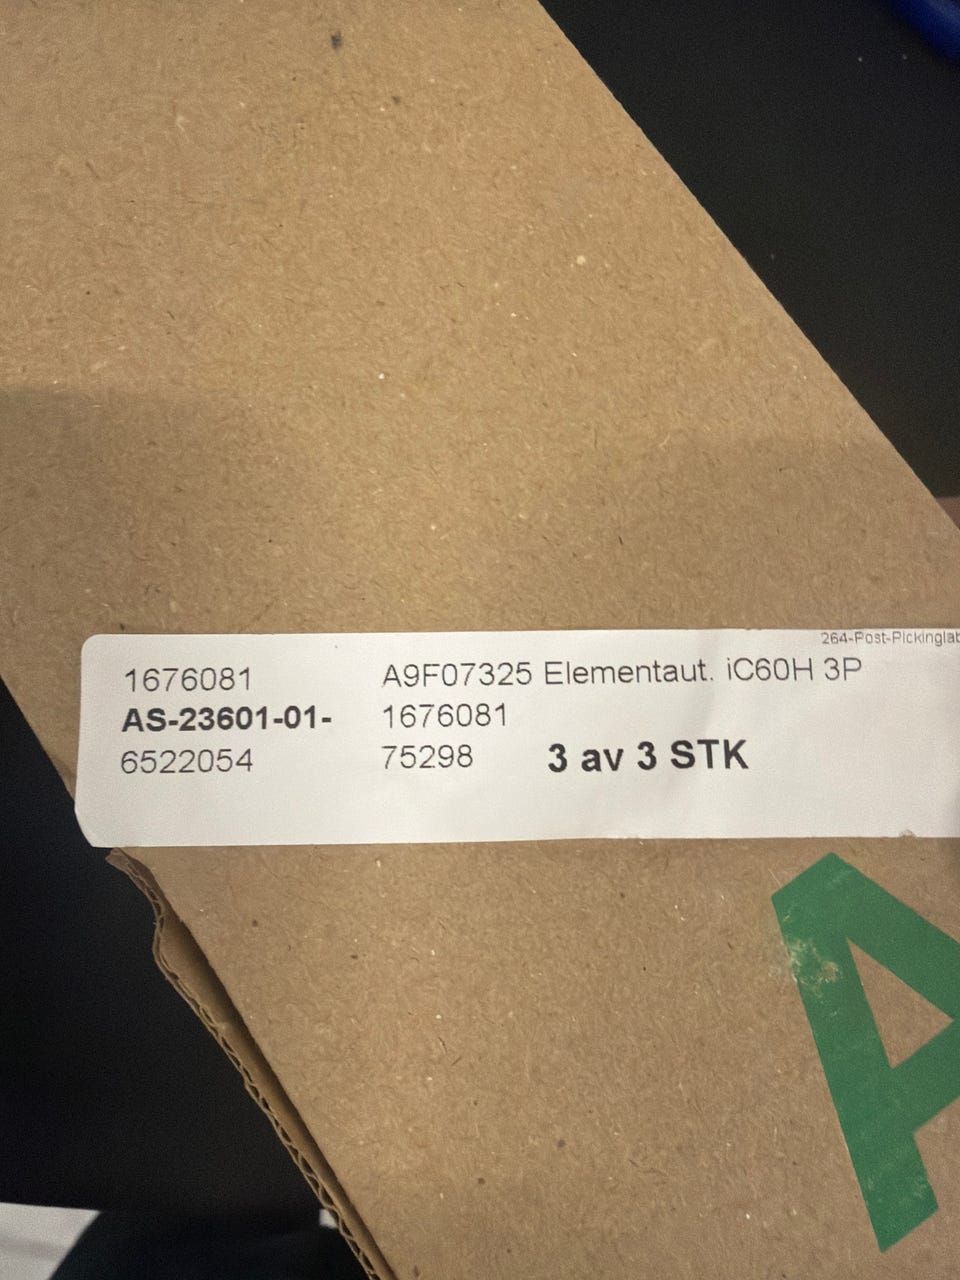 264-Post-Pickinglab
1676081 A9F07325 Elementaut. iC60H 3P
AS-23601-01- 1676081
6522054 75298 3 av 3 STK
A